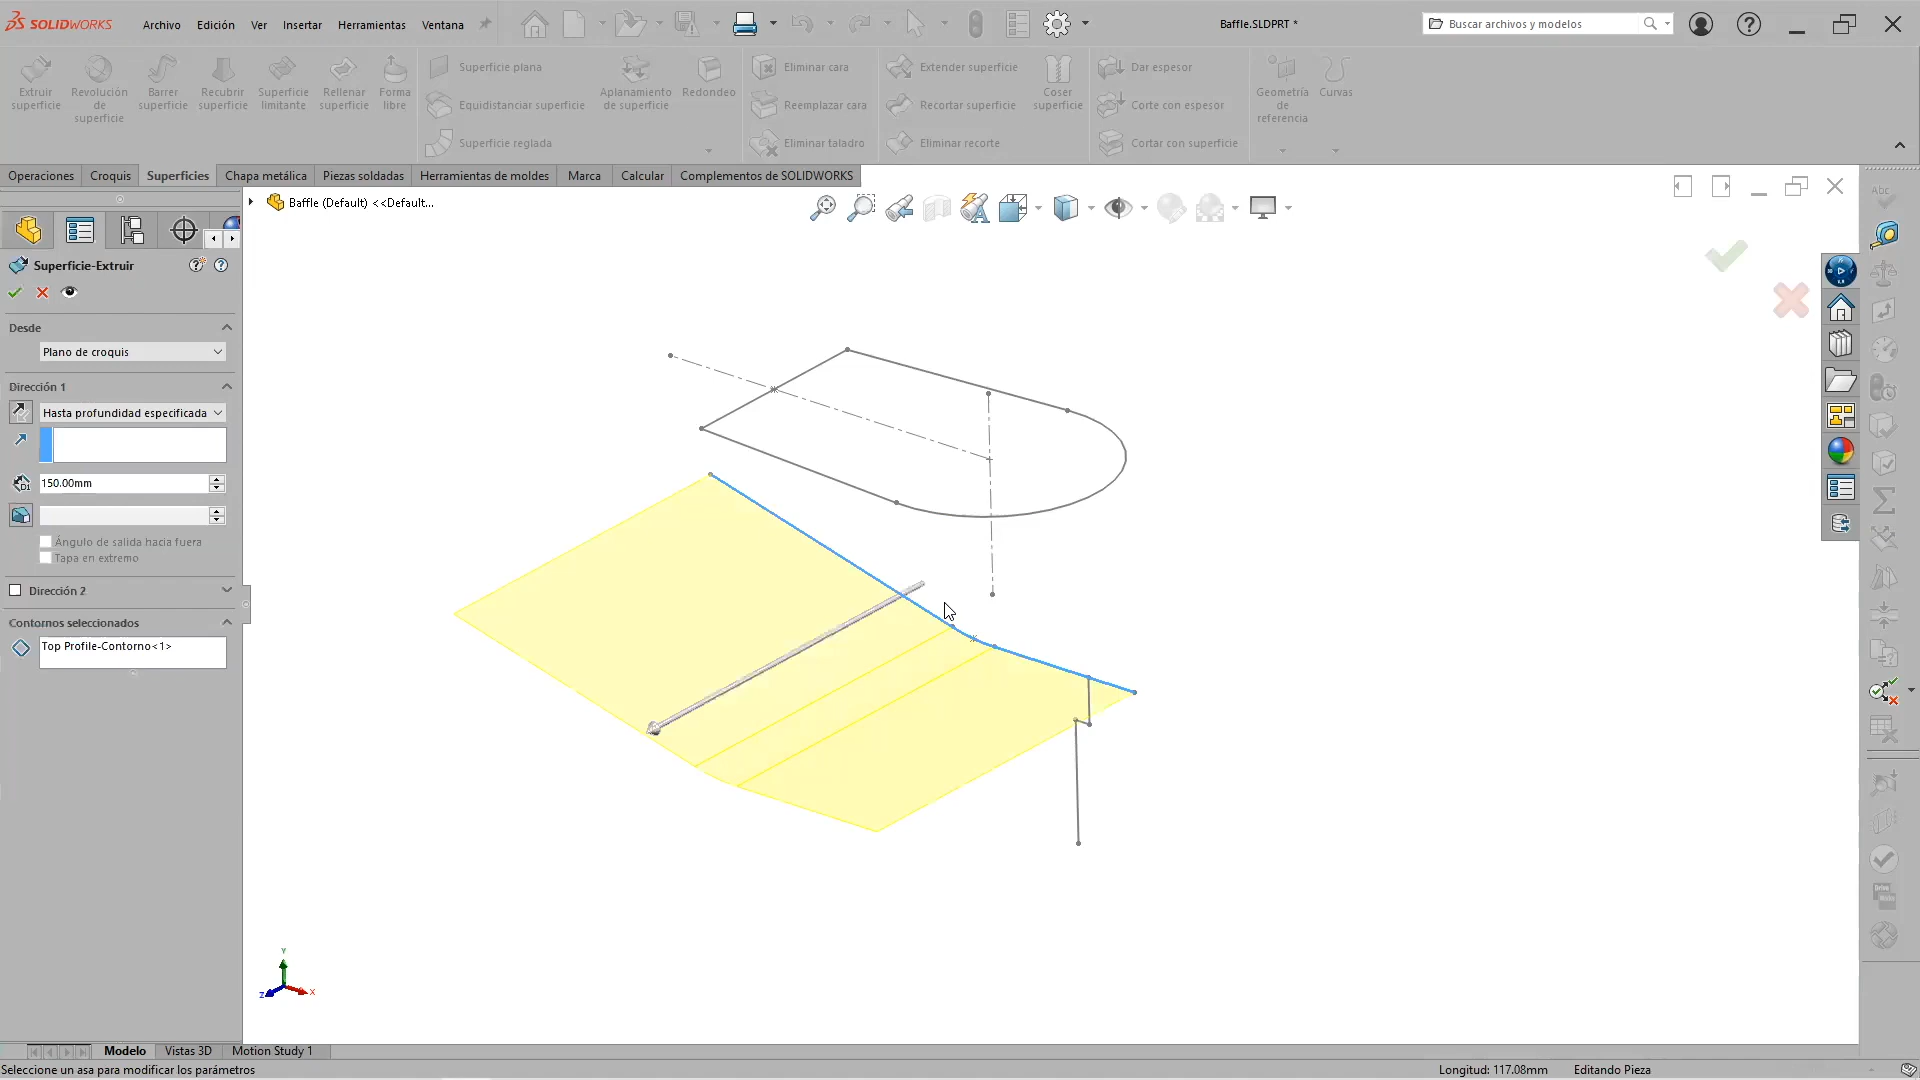 SOLIDWORKS
Archivo Edición Ver Insertar Herramientas Ventana
Baffle.SLDPRT *
Buscar archivos y modelos
Extruir superficie
Revolución de superficie
Barrer superficie
Recubrir superficie
Superficie limitante
Rellenar superficie
Forma libre
Superficie plana
Equidistanciar superficie
Superficie reglada
Aplanamiento de superficie
Redondeo
Eliminar cara
Reemplazar cara
Eliminar taladro
Extender superficie
Recortar superficie
Eliminar recorte
Coser superficie
Dar espesor
Corte con espesor
Cortar con superficie
Geometría de referencia
Curvas
Operaciones Croquis Superficies Chapa metálica Piezas soldadas Herramientas de moldes Marca Calcular Complementos de SOLIDWORKS
Baffle (Default) <<Default...
Superficie-Extruir
Desde
Plano de croquis
Dirección 1
Hasta profundidad especificada
150.00mm
Ángulo de salida hacia fuera
Tapa en extremo
Dirección 2
Contornos seleccionados
Top Profile-Contorno<1>
Y
Z
X
Modelo Vistas 3D Motion Study 1
Seleccione un asa para modificar los parámetros
Longitud: 117.08mm Editando Pieza